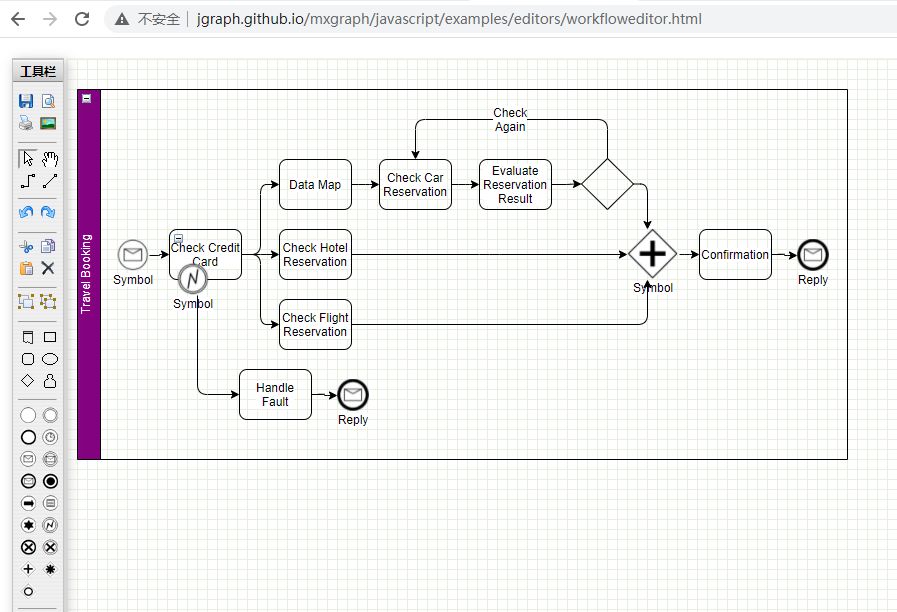 不安全
jgraph.github.io/mxgraph/javascript/examples/editors/workfloweditor.html
工具栏
Travel Booking
Check
Again
Data Map
Check Car
Reservation
Evaluate
Reservation
Result
Symbol
Check Credit
Card
Symbol
Check Hotel
Reservation
Symbol
Confirmation
Reply
Check Flight
Reservation
Handle
Fault
Reply